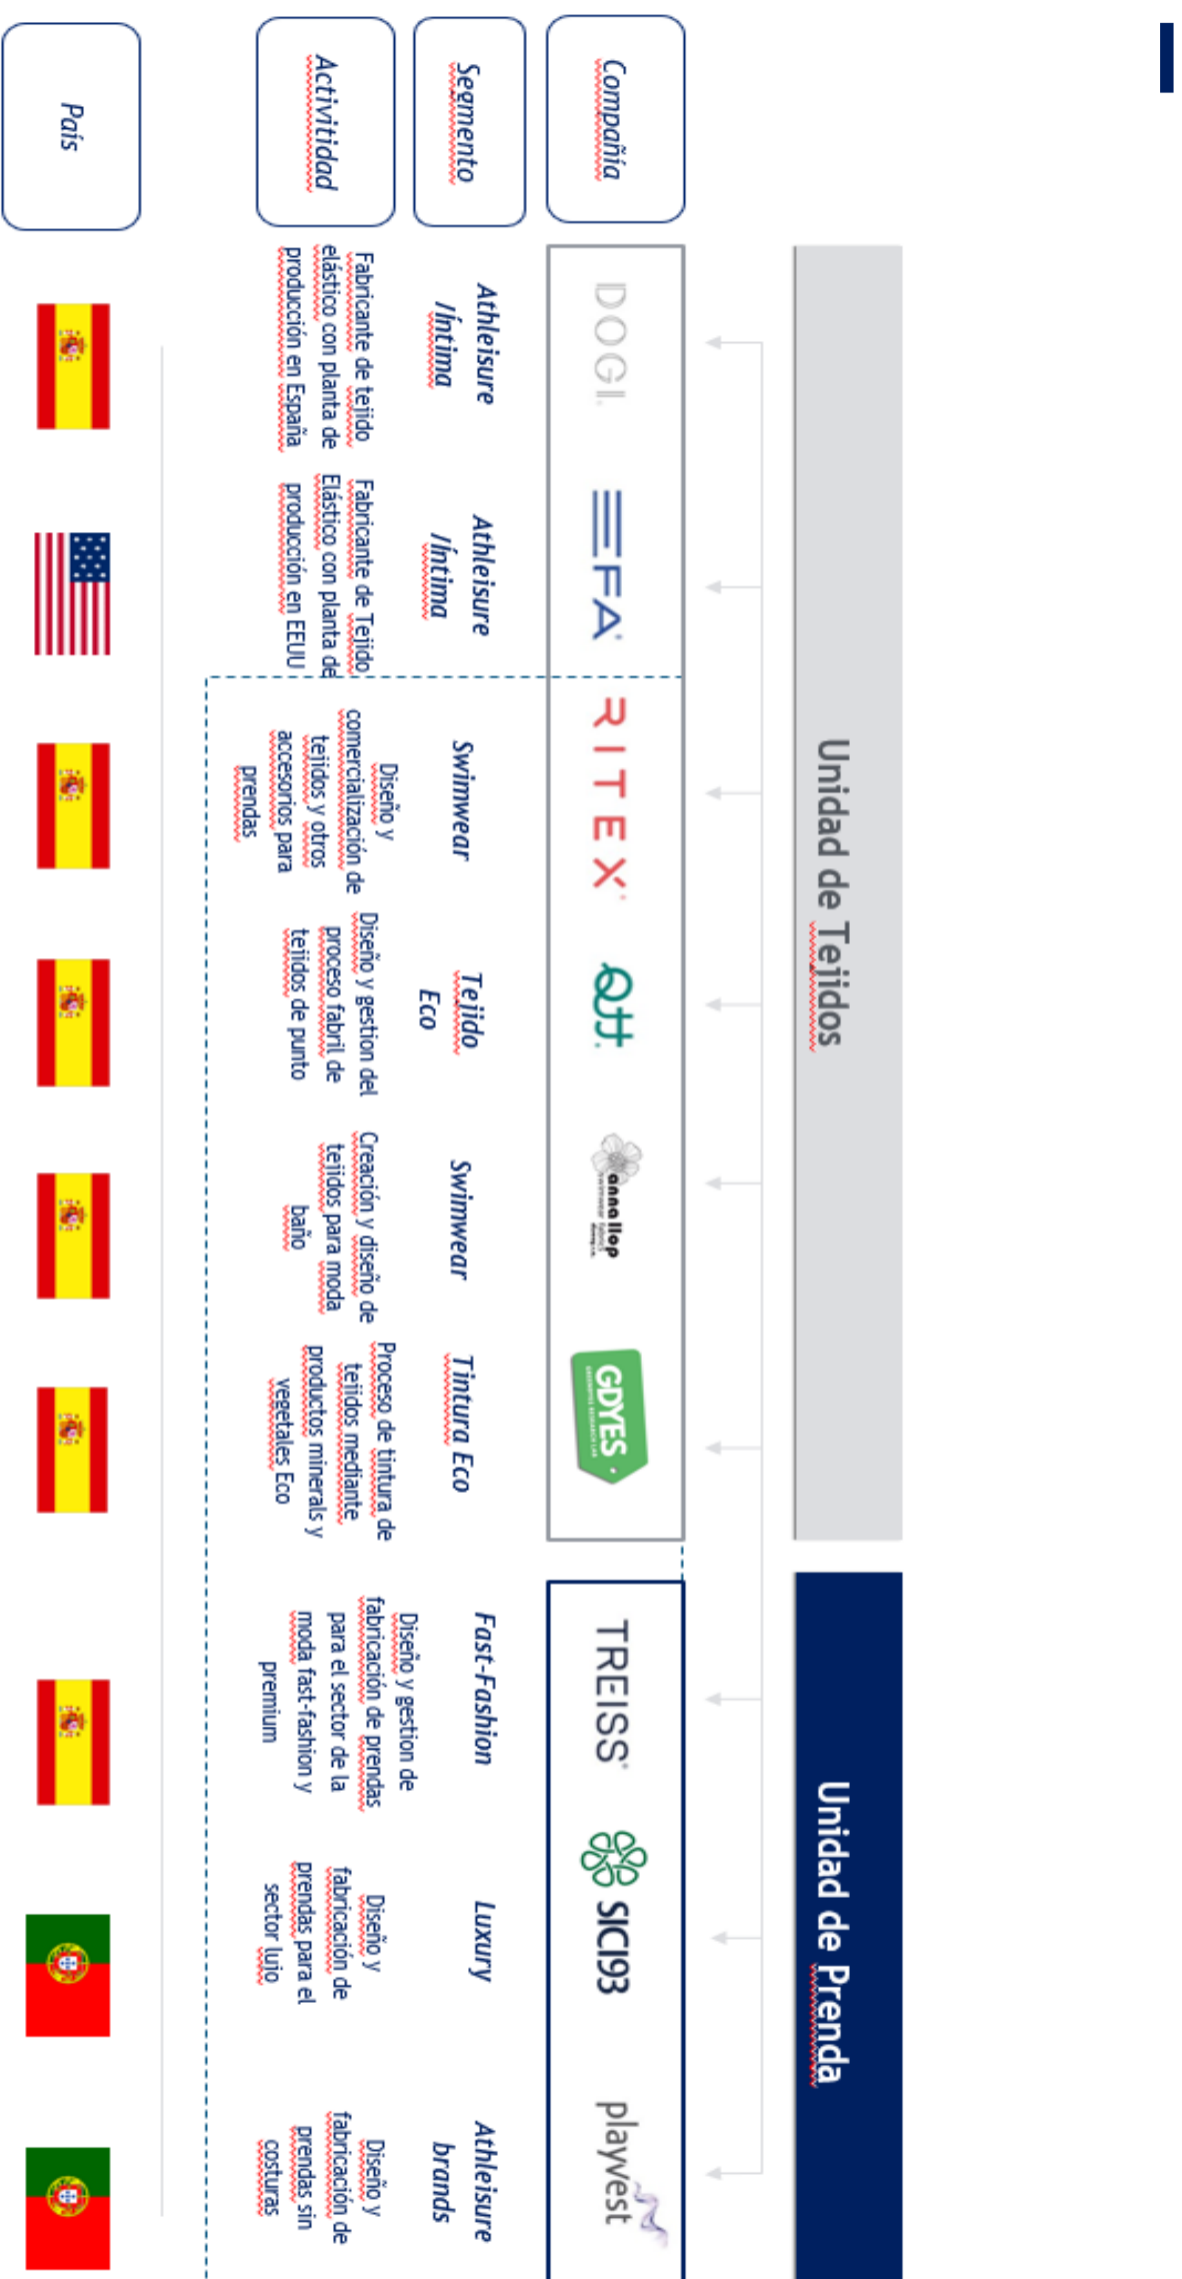 Unidad de Tejidos
Unidad de Prenda
Compañía
DOGI
EFA
RITEX
QTT.
anna llop
swimwear fabrics
GDYES
TREISS
SICI93
playvest
Segmento
Athleisure
/Íntima
Athleisure
/Íntima
Swimwear
Tejido
Eco
Swimwear
Tintura Eco
Fast-Fashion
Luxury
Athleisure
brands
Activitidad
Fabricante de tejido
elástico con planta de
producción en España
Fabricante de Tejido
Elástico con planta de
producción en EEUU
Diseño y
comercialización de
tejidos y otros
accesorios para
prendas
Diseño y gestion del
proceso fabril de
tejidos de punto
Creación y diseño de
tejidos para moda
baño
Proceso de tintura de
tejidos mediante
productos minerals y
vegetales Eco
Diseño y gestion de
fabricación de prendas
para el sector de la
moda fast-fashion y
premium
Diseño y
fabricación de
prendas para el
sector lujo
Diseño y
fabricación de
prendas sin
costuras
País